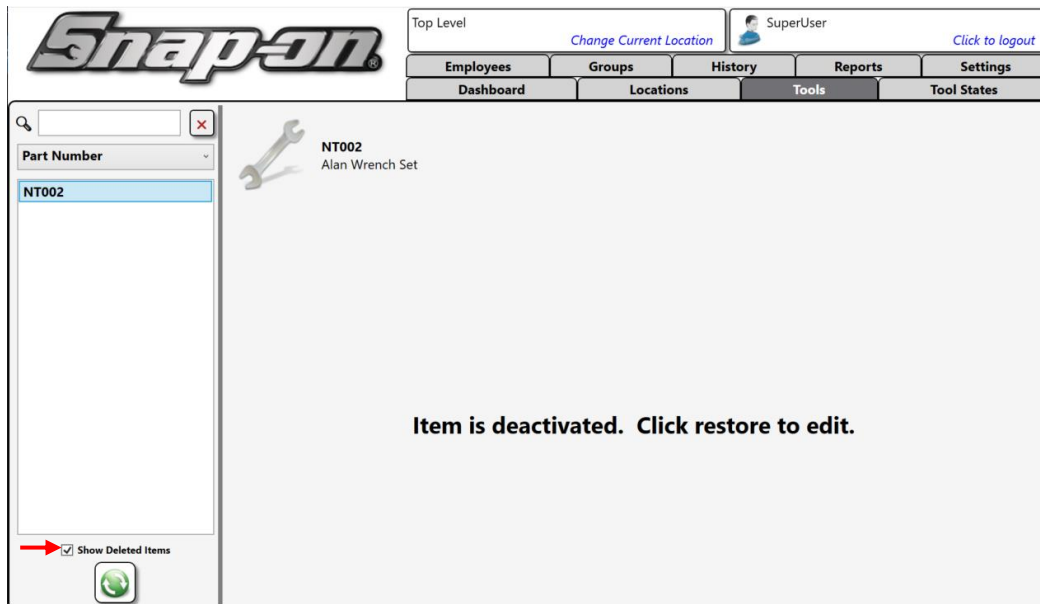 Snap-on®
Top Level
Change Current Location
SuperUser
Click to logout
Employees Groups History Reports Settings
Dashboard Locations Tools Tool States
Part Number
NT002
NT002
Alan Wrench Set
Item is deactivated. Click restore to edit.
Show Deleted Items